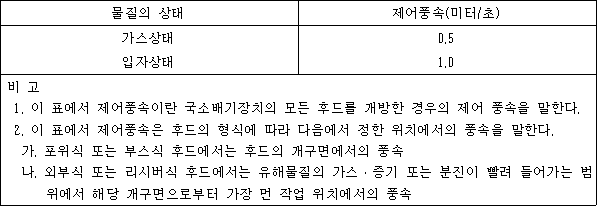 물질의 상태 제어풍속(미터/초)
가스상태 0.5
입자상태 1.0
비 고
1. 이 표에서 제어풍속이란 국소배기장치의 모든 후드를 개방한 경우의 제어 풍속을 말한다.
2. 이 표에서 제어풍속은 후드의 형식에 따라 다음에서 정한 위치에서의 풍속을 말한다.
가. 포위식 또는 부스식 후드에서는 후드의 개구면에서의 풍속
나. 외부식 또는 리시버식 후드에서는 유해물질의 가스·증기 또는 분진이 빨려 들어가는 범
위에서 해당 개구면으로부터 가장 먼 작업 위치에서의 풍속